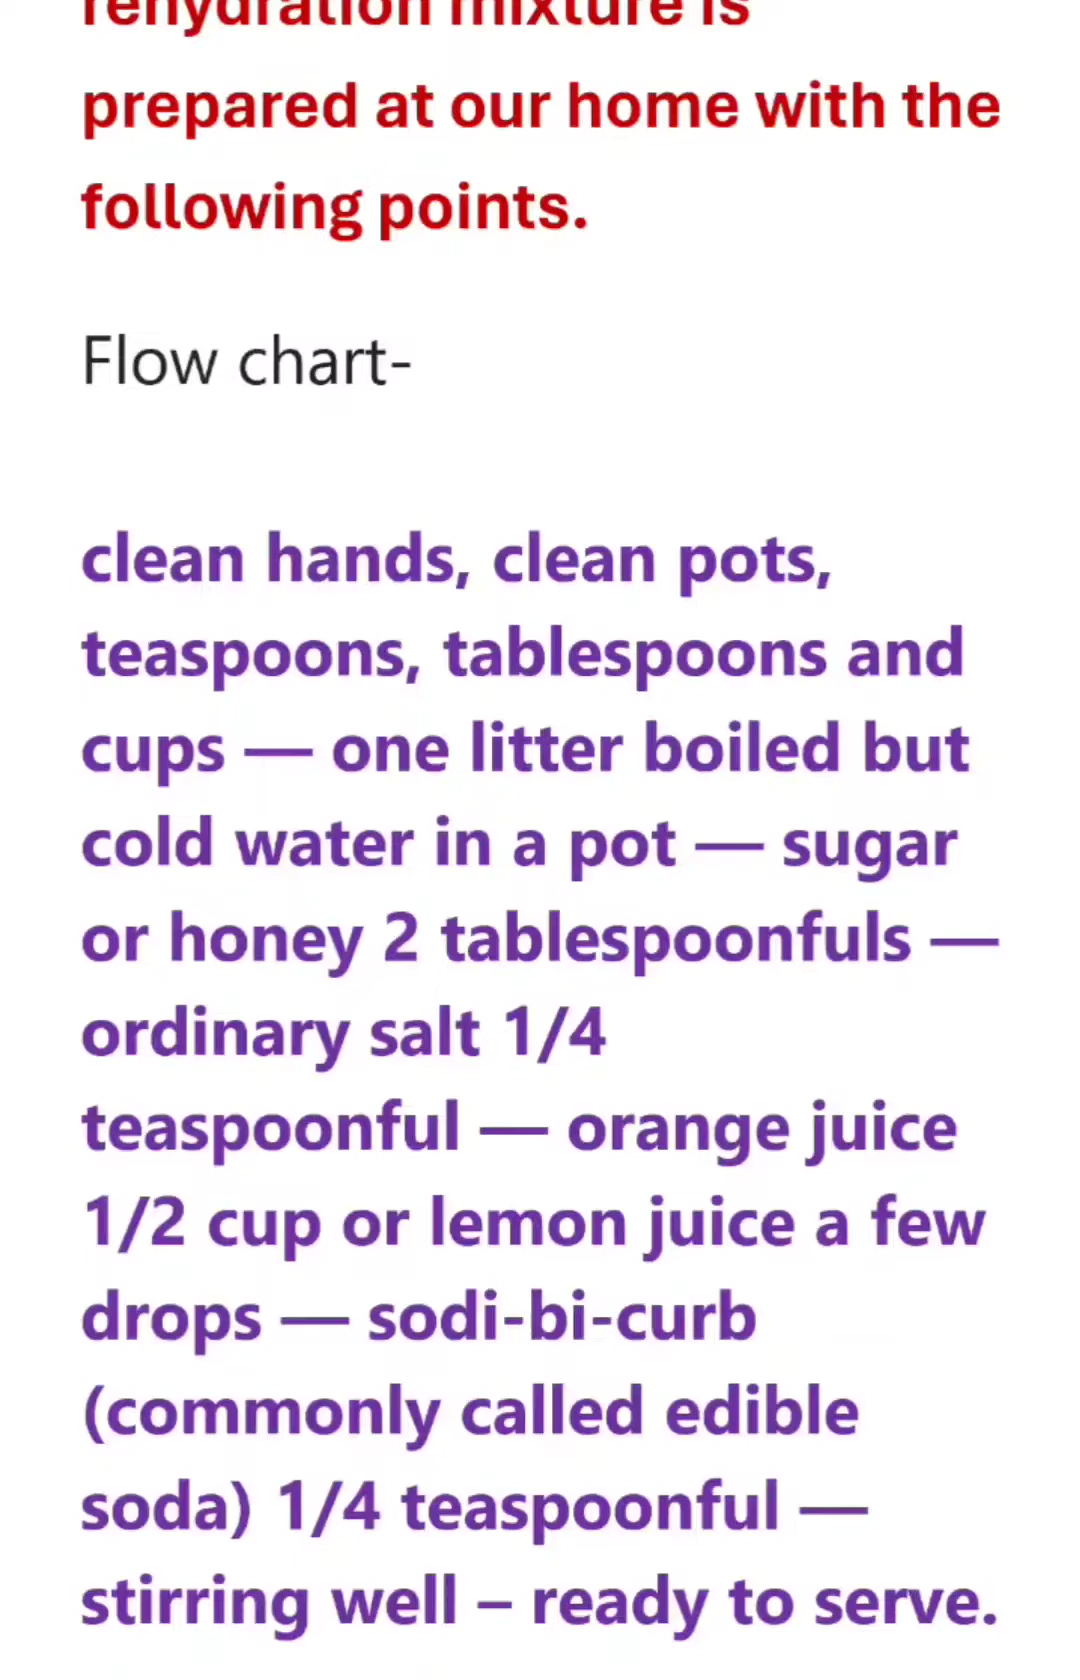 rehydration mixture is
prepared at our home with the
following points.
Flow chart-
clean hands, clean pots,
teaspoons, tablespoons and
cups — one litter boiled but
cold water in a pot — sugar
or honey 2 tablespoonfuls —
ordinary salt 1/4
teaspoonful — orange juice
1/2 cup or lemon juice a few
drops — sodi-bi-curb
(commonly called edible
soda) 1/4 teaspoonful —
stirring well – ready to serve.